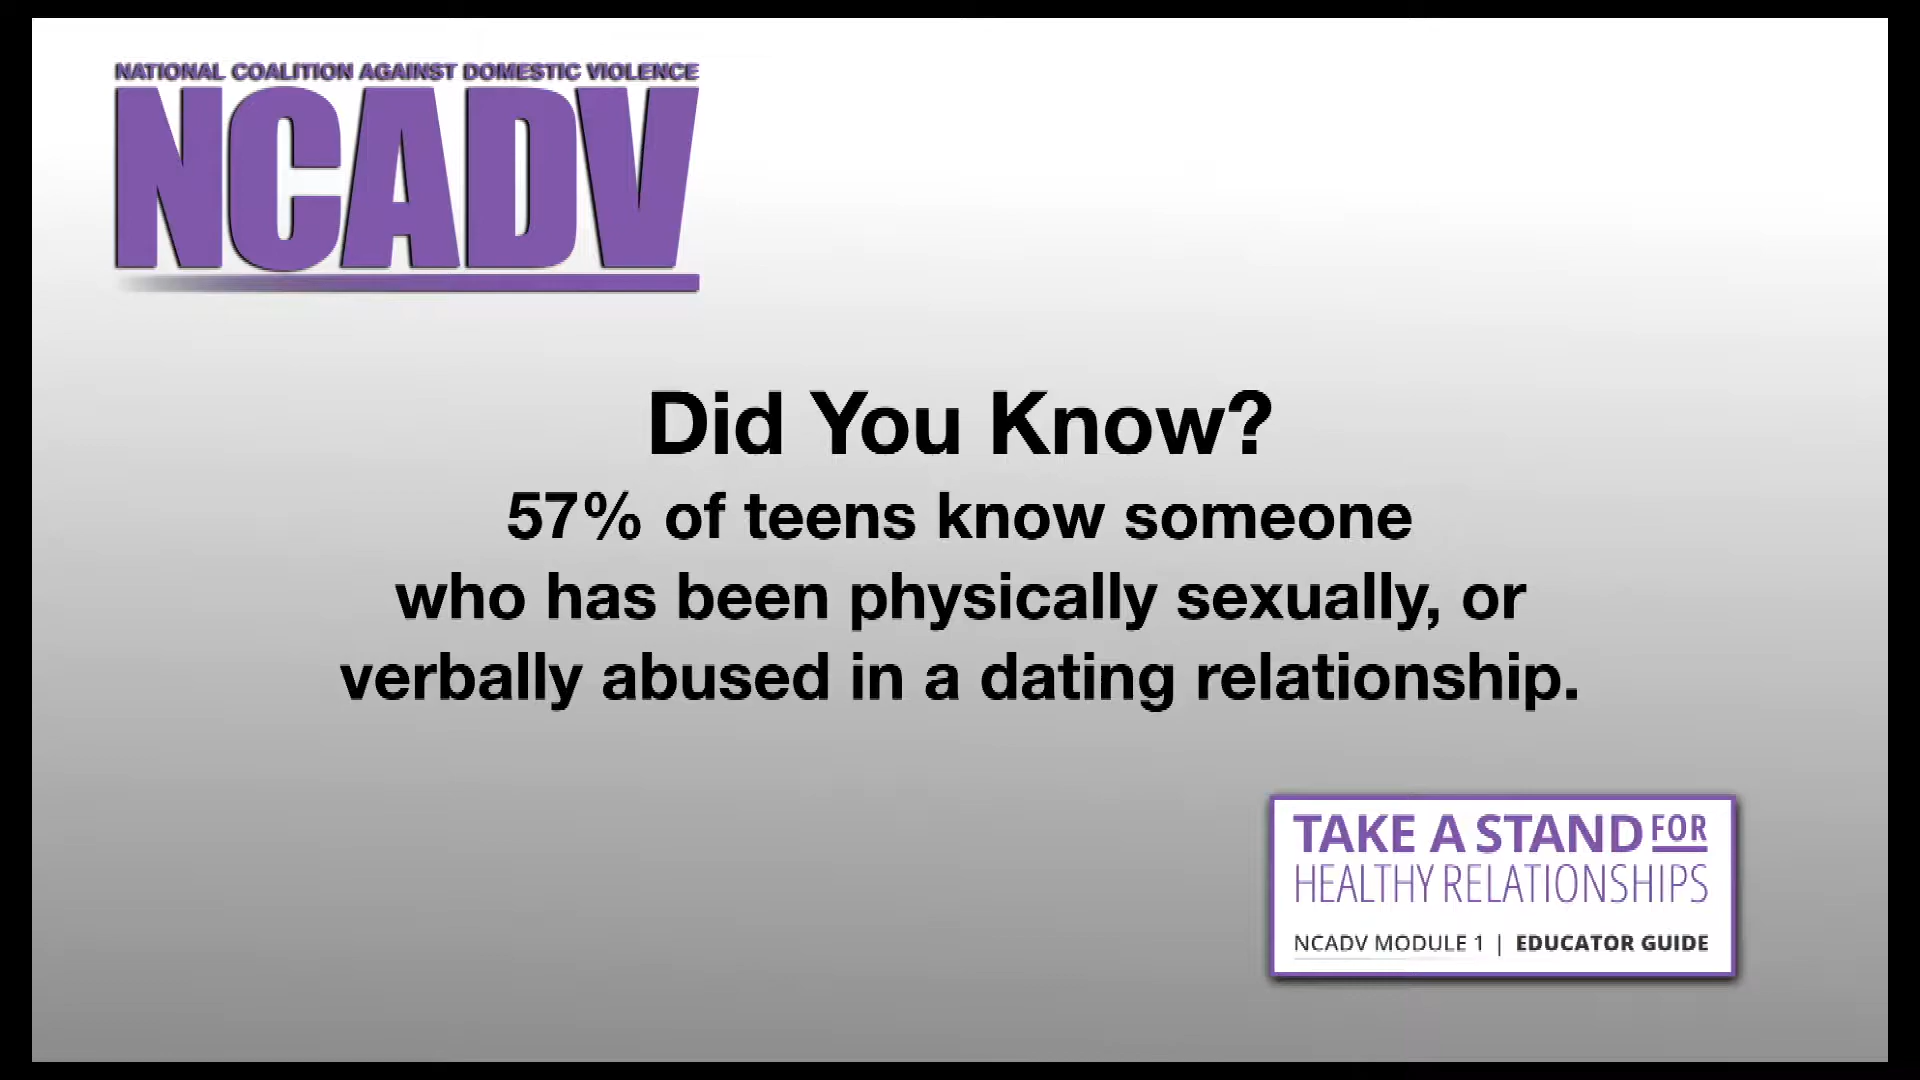 NATIONAL COALITION AGAINST DOMESTIC VIOLENCE
NCADV
Did You Know?
57% of teens know someone
who has been physically sexually, or
verbally abused in a dating relationship.
TAKE A STAND FOR
HEALTHY RELATIONSHIPS
NCADV MODULE 1 | EDUCATOR GUIDE